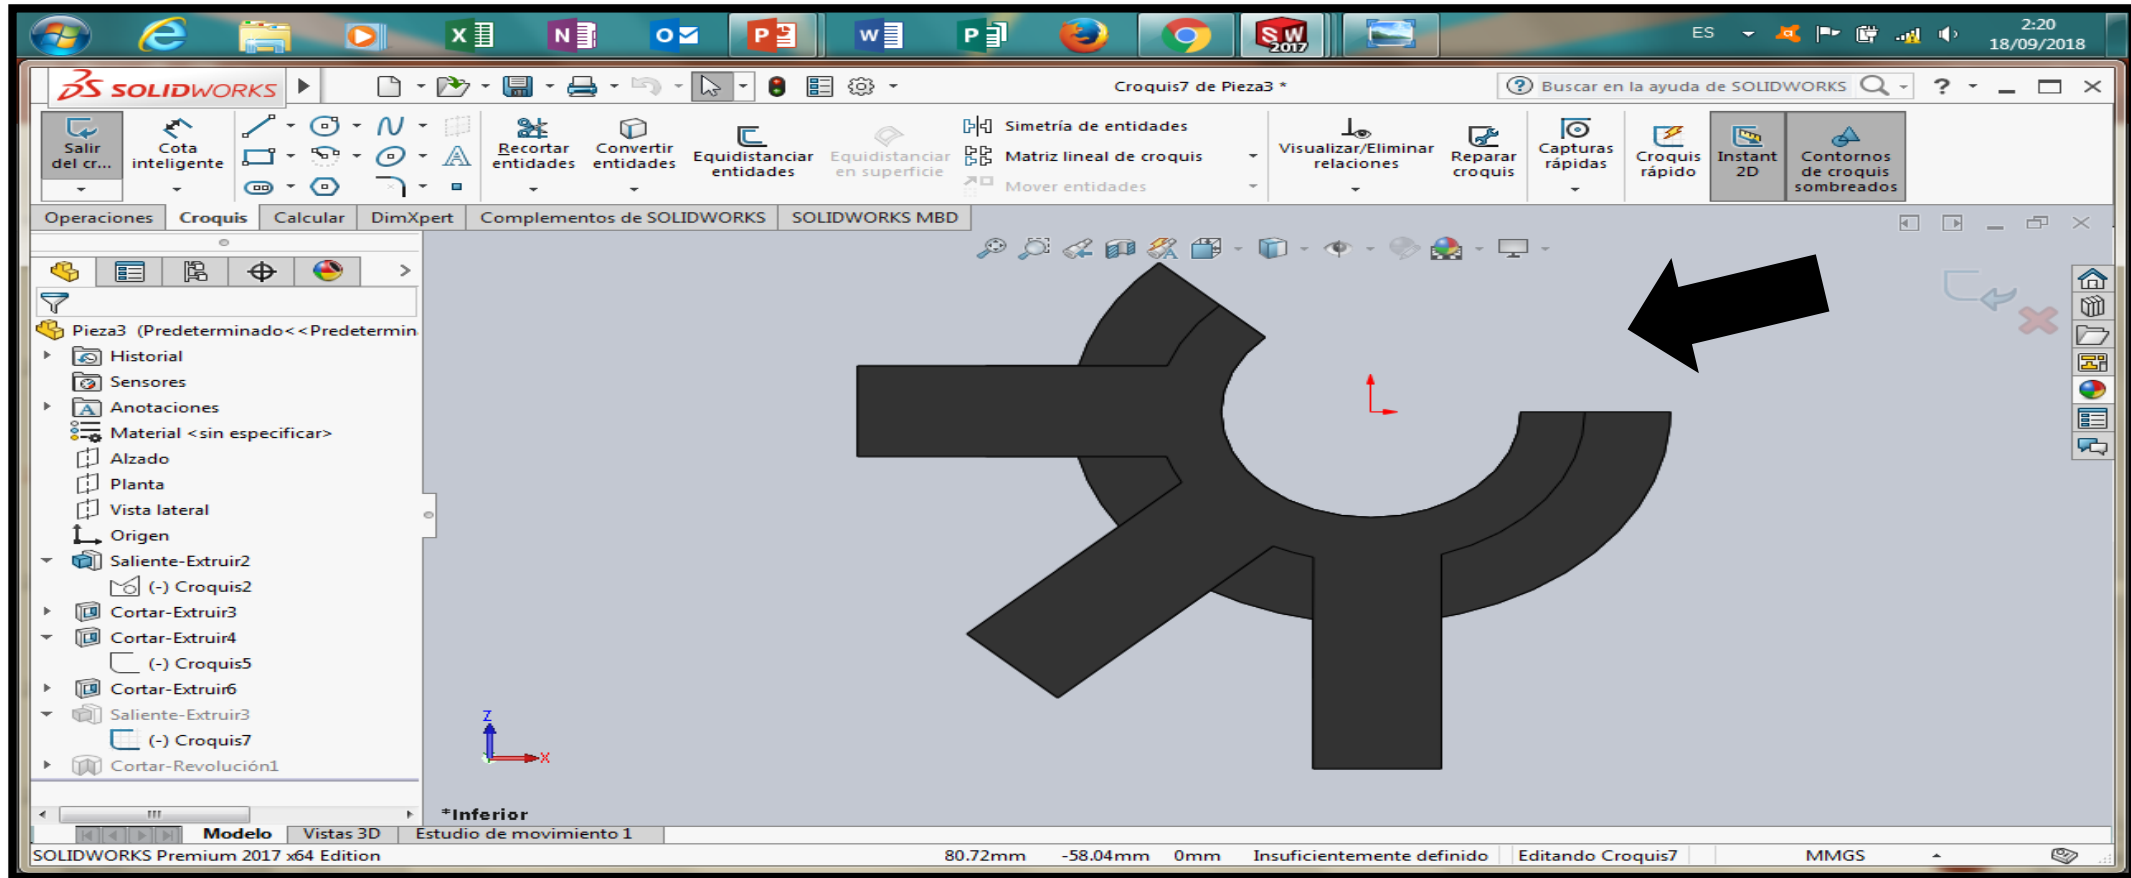 ES
2:20
18/09/2018
SOLIDWORKS
Croquis7 de Pieza3 *
Buscar en la ayuda de SOLIDWORKS
Salir del cr...
Cota inteligente
Recortar entidades
Convertir entidades
Equidistanciar entidades
Equidistanciar en superficie
Simetría de entidades
Matriz lineal de croquis
Mover entidades
Visualizar/Eliminar relaciones
Reparar croquis
Capturas rápidas
Croquis rápido
Instant 2D
Contornos de croquis sombreados
Operaciones Croquis Calcular DimXpert Complementos de SOLIDWORKS SOLIDWORKS MBD
Pieza3 (Predeterminado<<Predetermin
Historial
Sensores
Anotaciones
Material <sin especificar>
Alzado
Planta
Vista lateral
Origen
Saliente-Extruir2
(-) Croquis2
Cortar-Extruir3
Cortar-Extruir4
(-) Croquis5
Cortar-Extruir6
Saliente-Extruir3
(-) Croquis7
Cortar-Revolución1
Z
X
*Inferior
Modelo Vistas 3D Estudio de movimiento 1
SOLIDWORKS Premium 2017 x64 Edition 80.72mm -58.04mm 0mm Insuficientemente definido Editando Croquis7 MMGS